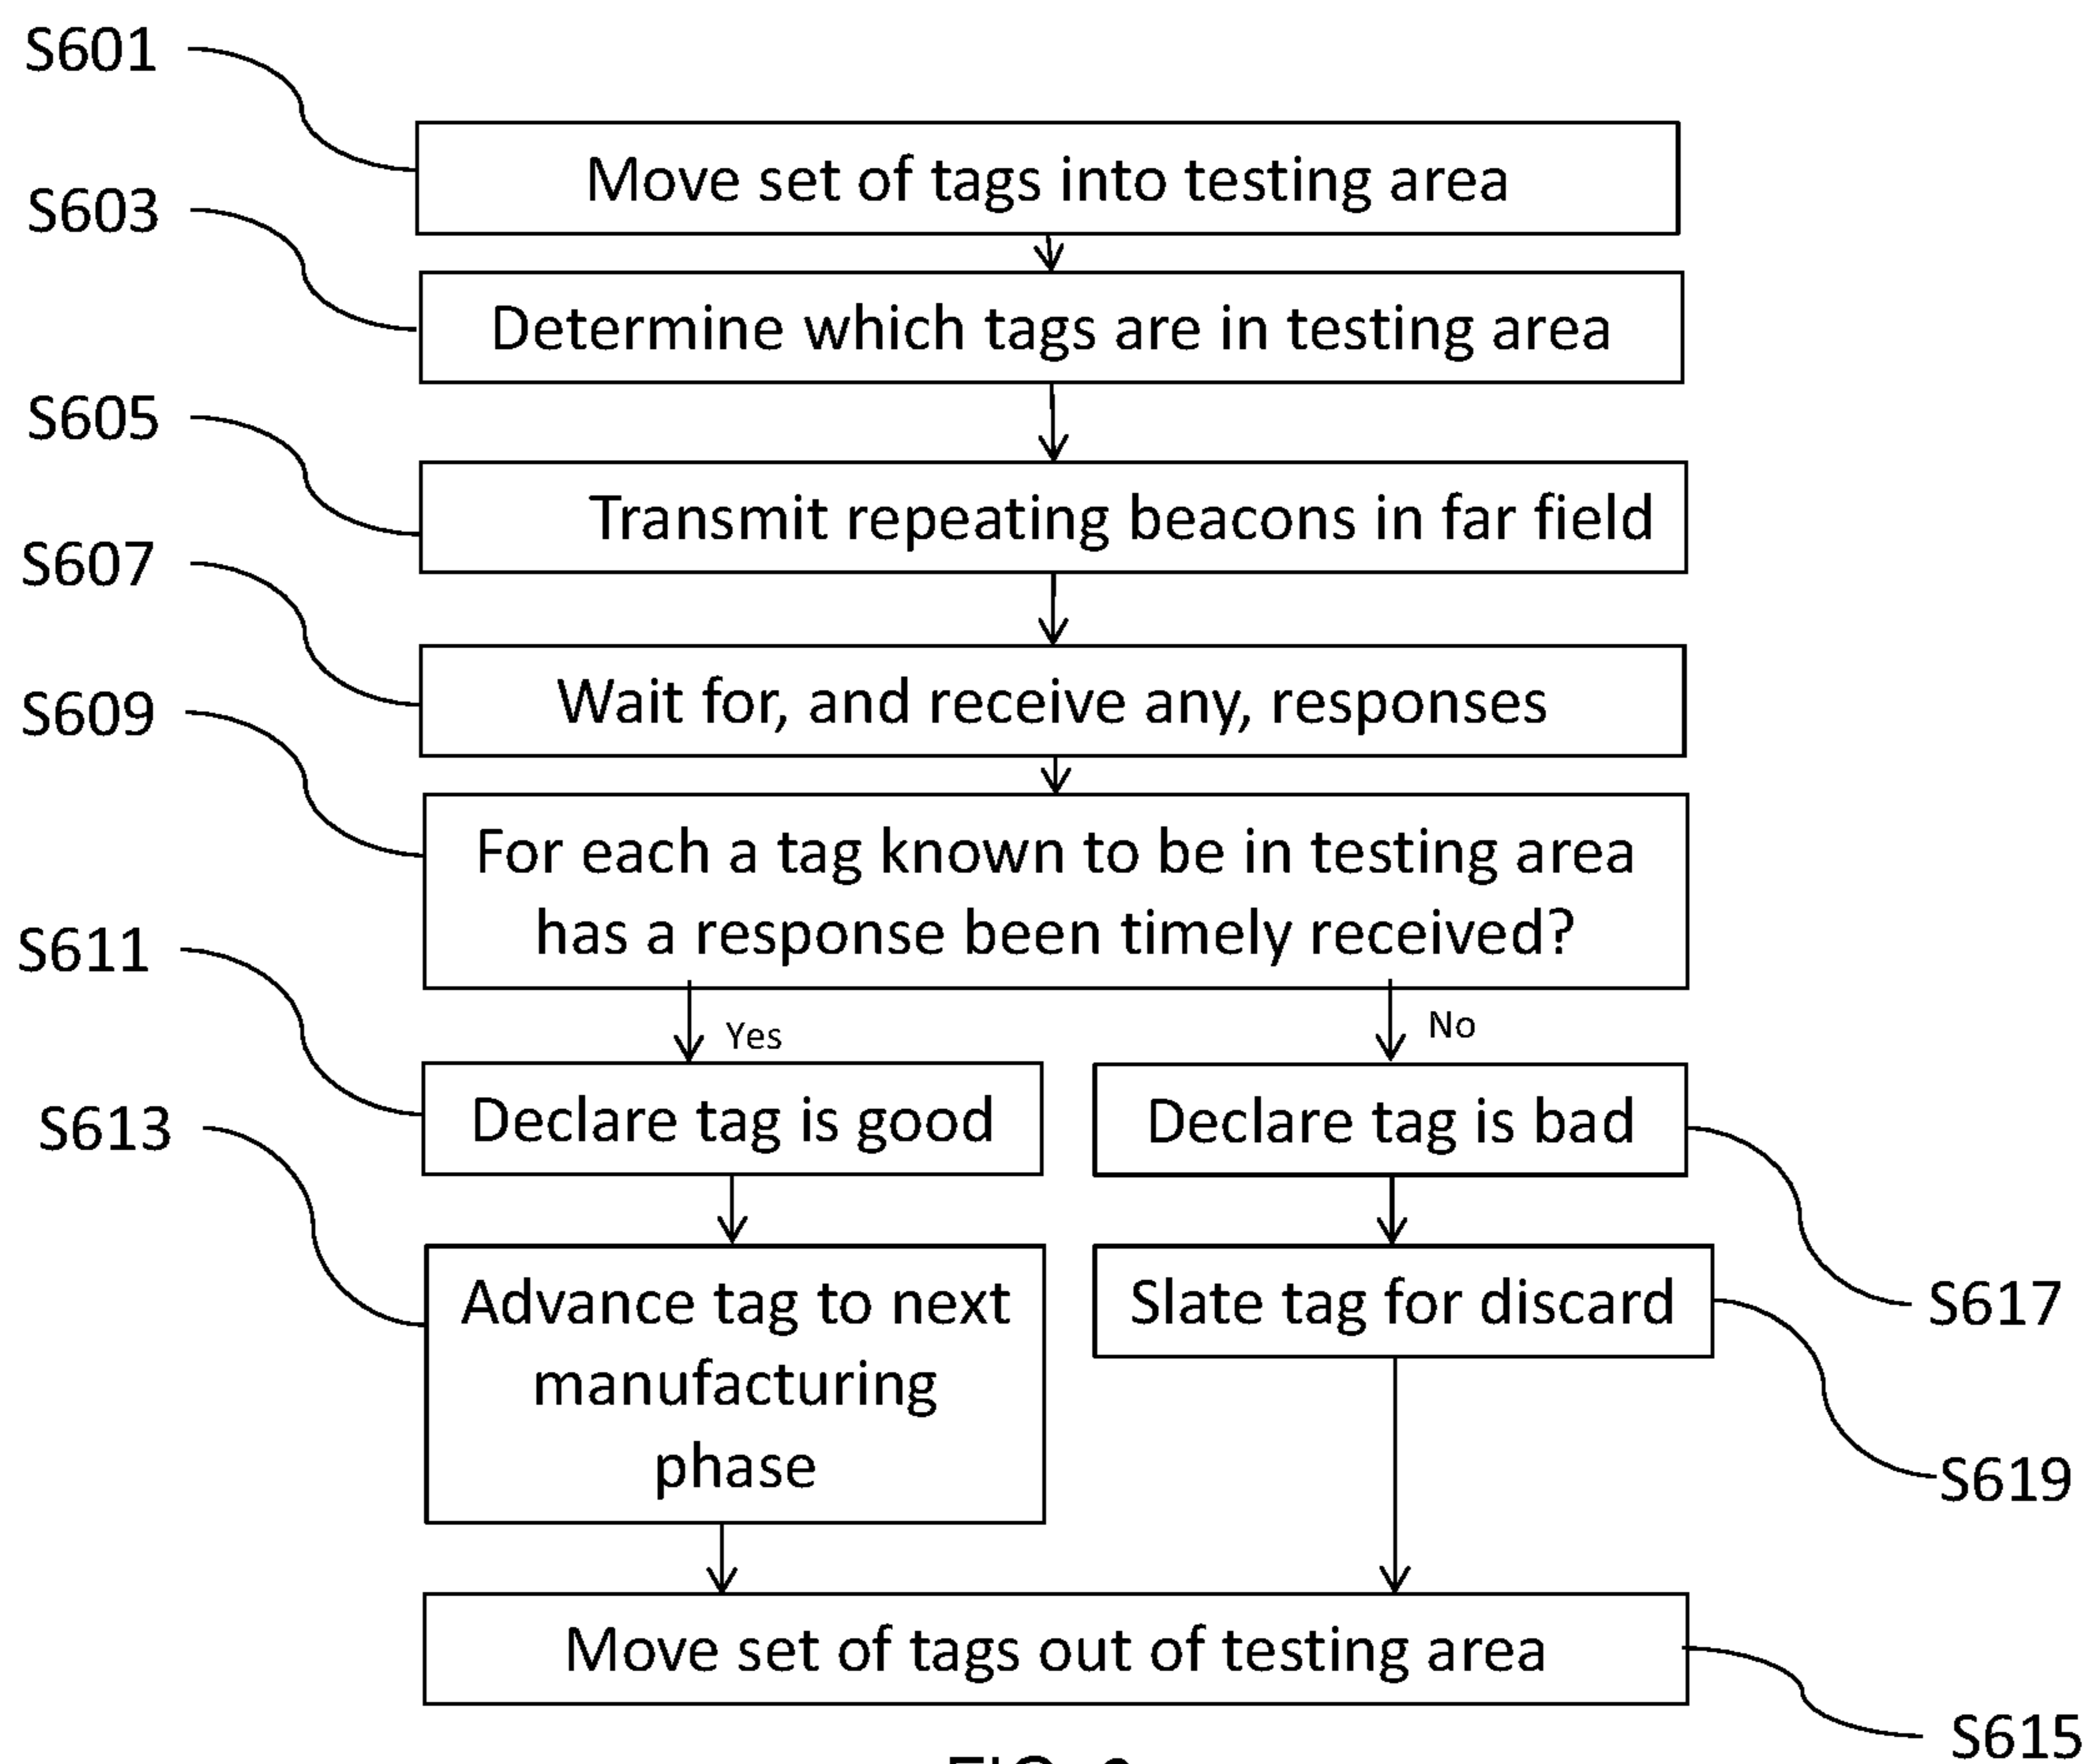 S601
Move set of tags into testing area
S603
Determine which tags are in testing area
S605
Transmit repeating beacons in far field
S607
Wait for, and receive any, responses
S609
For each a tag known to be in testing area
has a response been timely received?
Yes
No
S611
Declare tag is good
Declare tag is bad
S617
S613
Advance tag to next
manufacturing
phase
Slate tag for discard
S619
Move set of tags out of testing area
S615